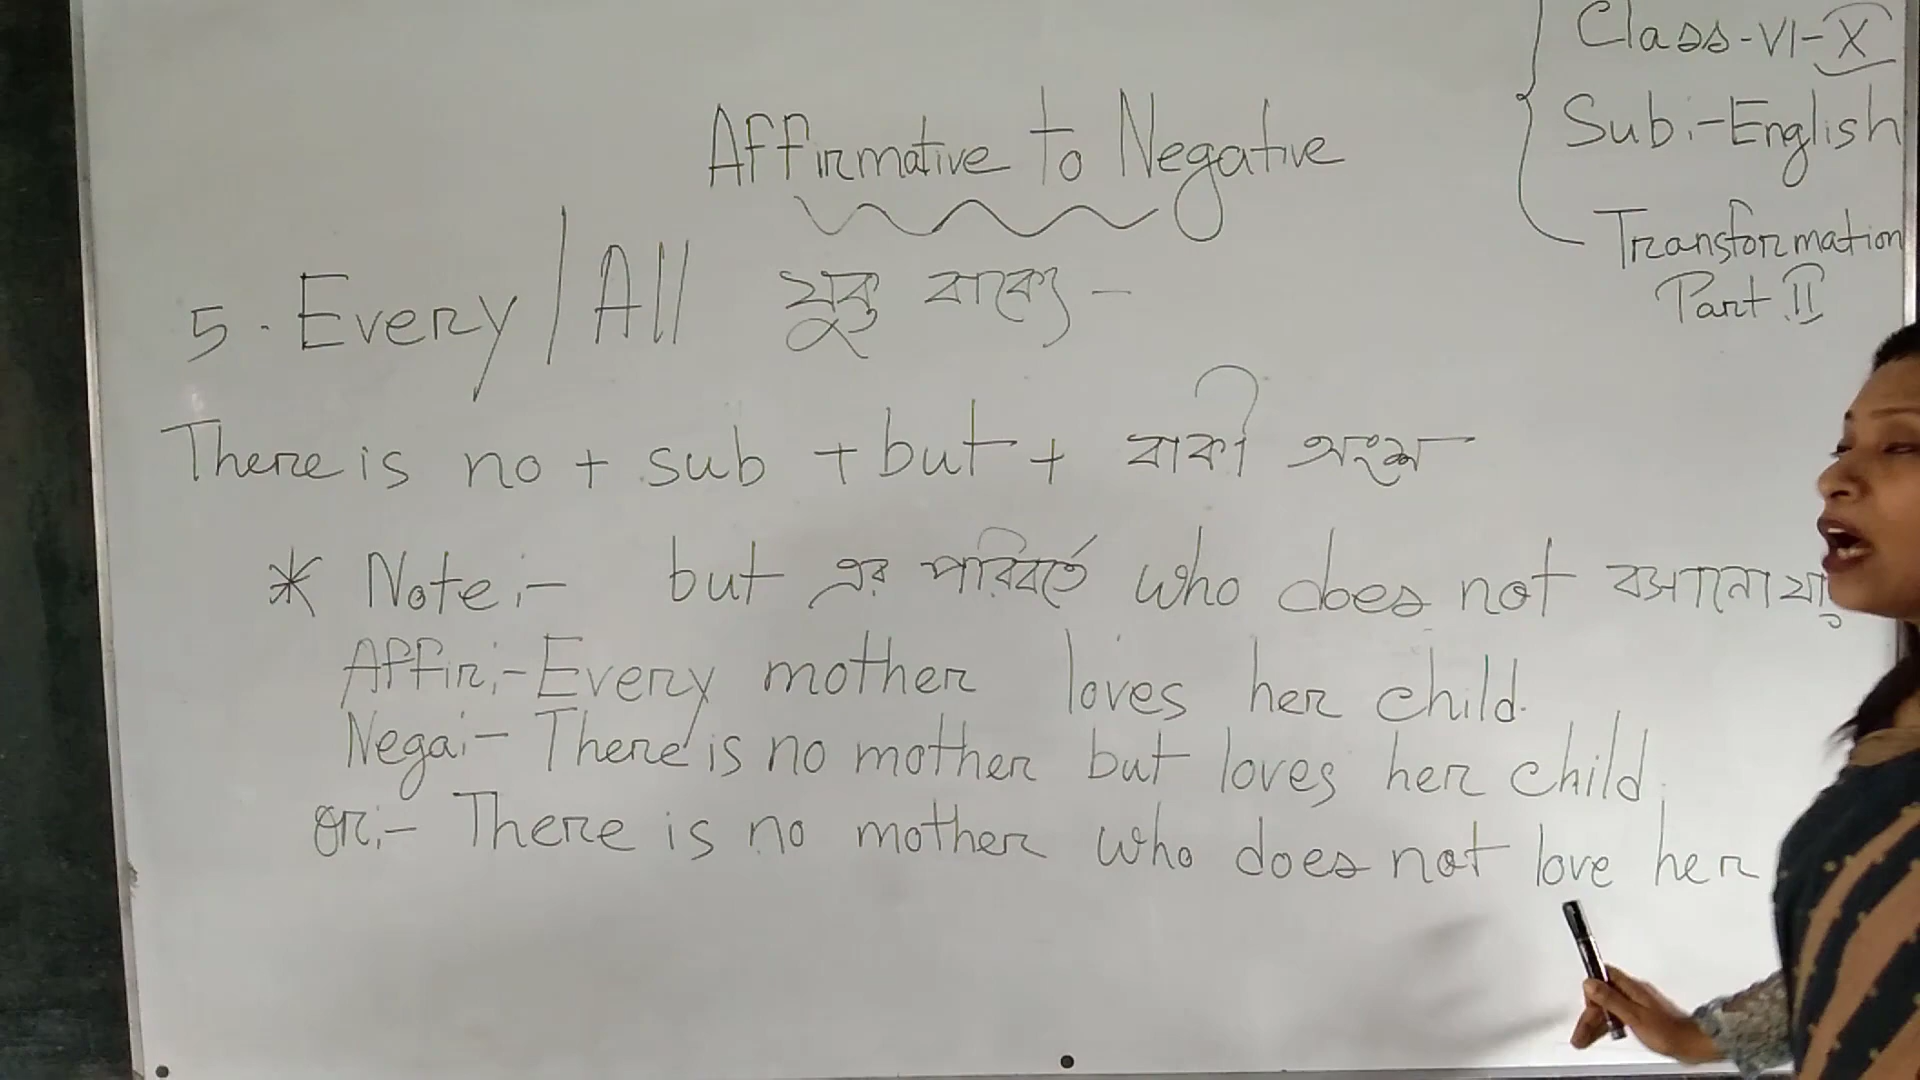 Class-VI-X
Sub:-English
Transformation
Part II
Affirmative to Negative
5. Every/All যুক্ত বাক্যে -
There is no + sub + but + বাকী অংশ
* Note:- but এর পরিবর্তে who does not বসানো যায়
Affir:- Every mother loves her child.
Nega:- There is no mother but loves her child.
or:- There is no mother who does not love her